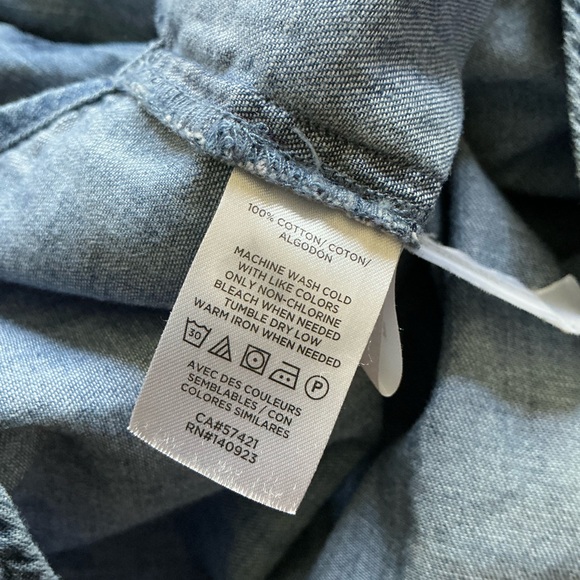 100% COTTON/ COTON/
ALGODÓN
MACHINE WASH COLD
WITH LIKE COLORS
ONLY NON-CHLORINE
BLEACH WHEN NEEDED
TUMBLE DRY LOW
WARM IRON WHEN NEEDED
30 P
AVEC DES COULEURS
SEMBLABLES / CON
COLORES SIMILARES
CA#57421
RN#140923